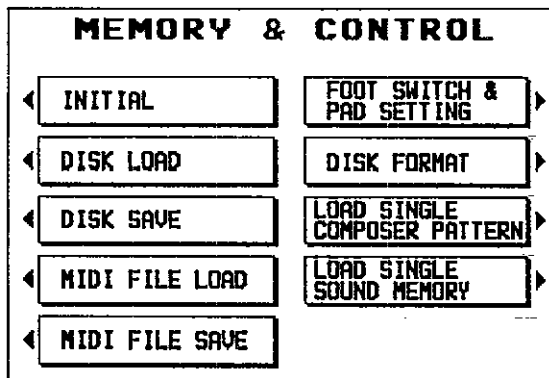 MEMORY & CONTROL
INITIAL
DISK LOAD
DISK SAVE
MIDI FILE LOAD
MIDI FILE SAVE
FOOT SWITCH &
PAD SETTING
DISK FORMAT
LOAD SINGLE
COMPOSER PATTERN
LOAD SINGLE
SOUND MEMORY